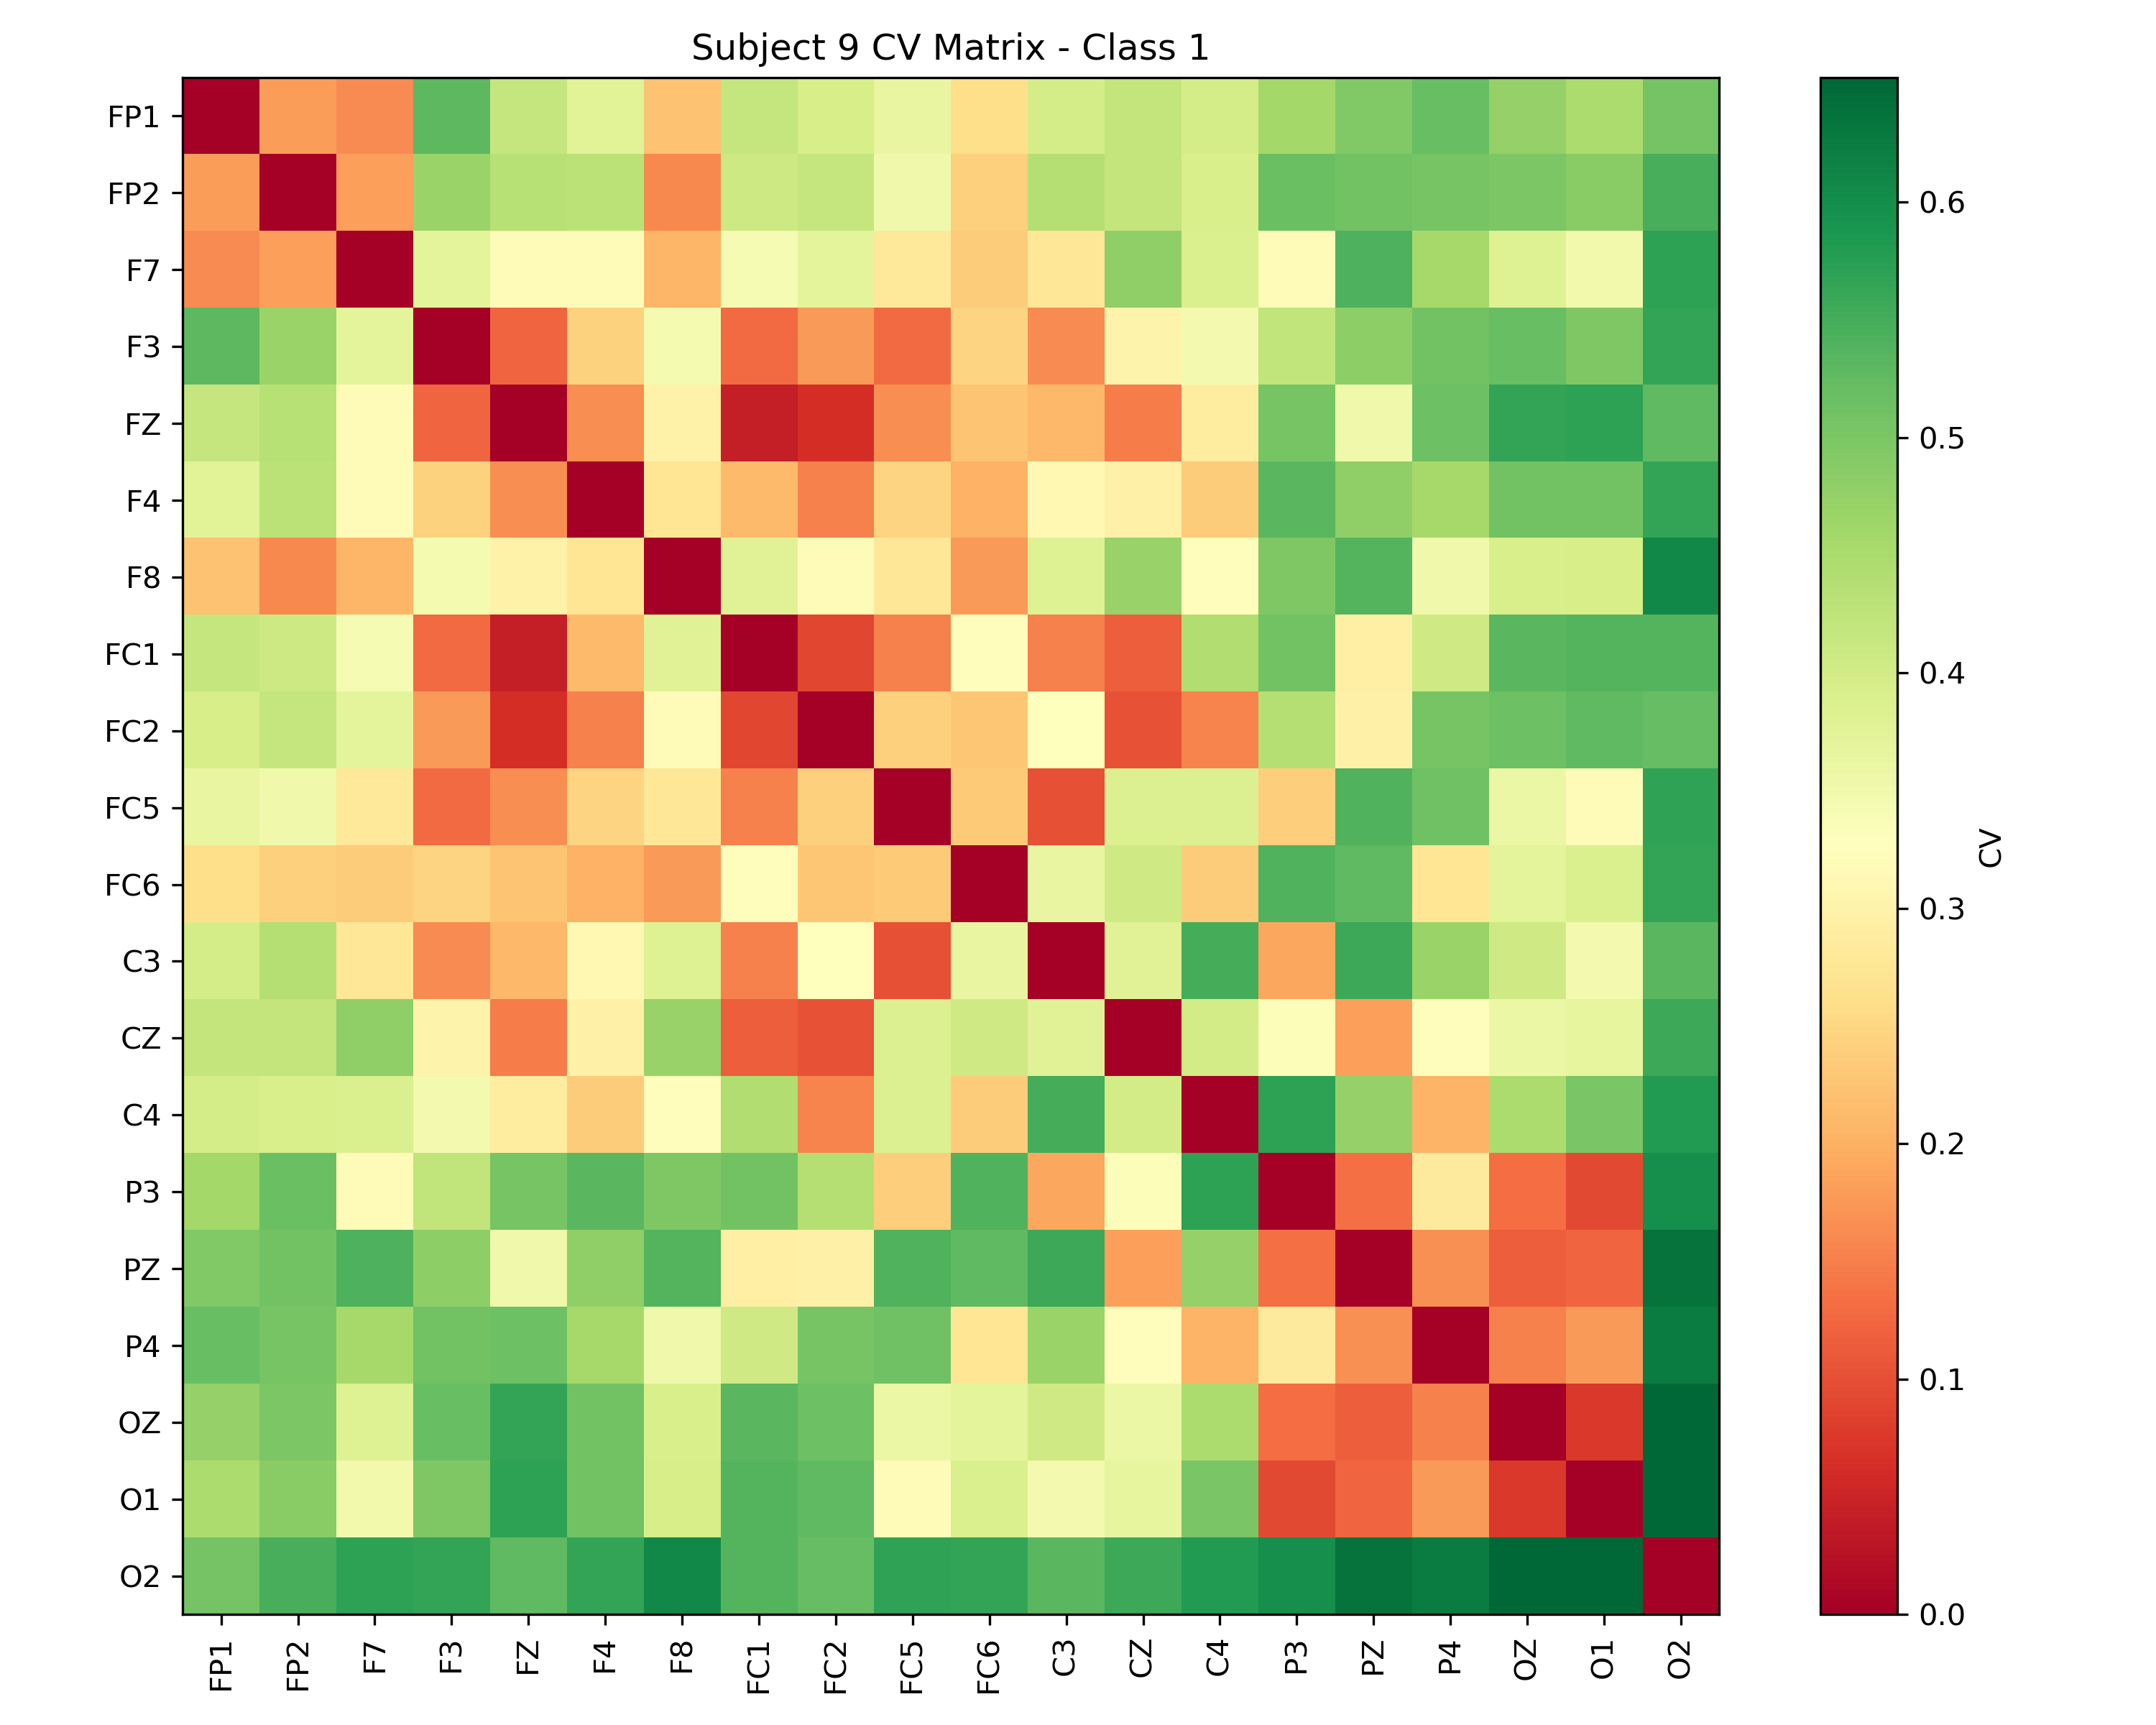 Subject 9 CV Matrix - Class 1
FP1
FP2
F7
F3
FZ
F4
F8
FC1
FC2
FC5
FC6
C3
CZ
C4
P3
PZ
P4
OZ
O1
O2
FP1 FP2 F7 F3 FZ F4 F8 FC1 FC2 FC5 FC6 C3 CZ C4 P3 PZ P4 OZ O1 O2
0.6
0.5
0.4
0.3
0.2
0.1
0.0
CV